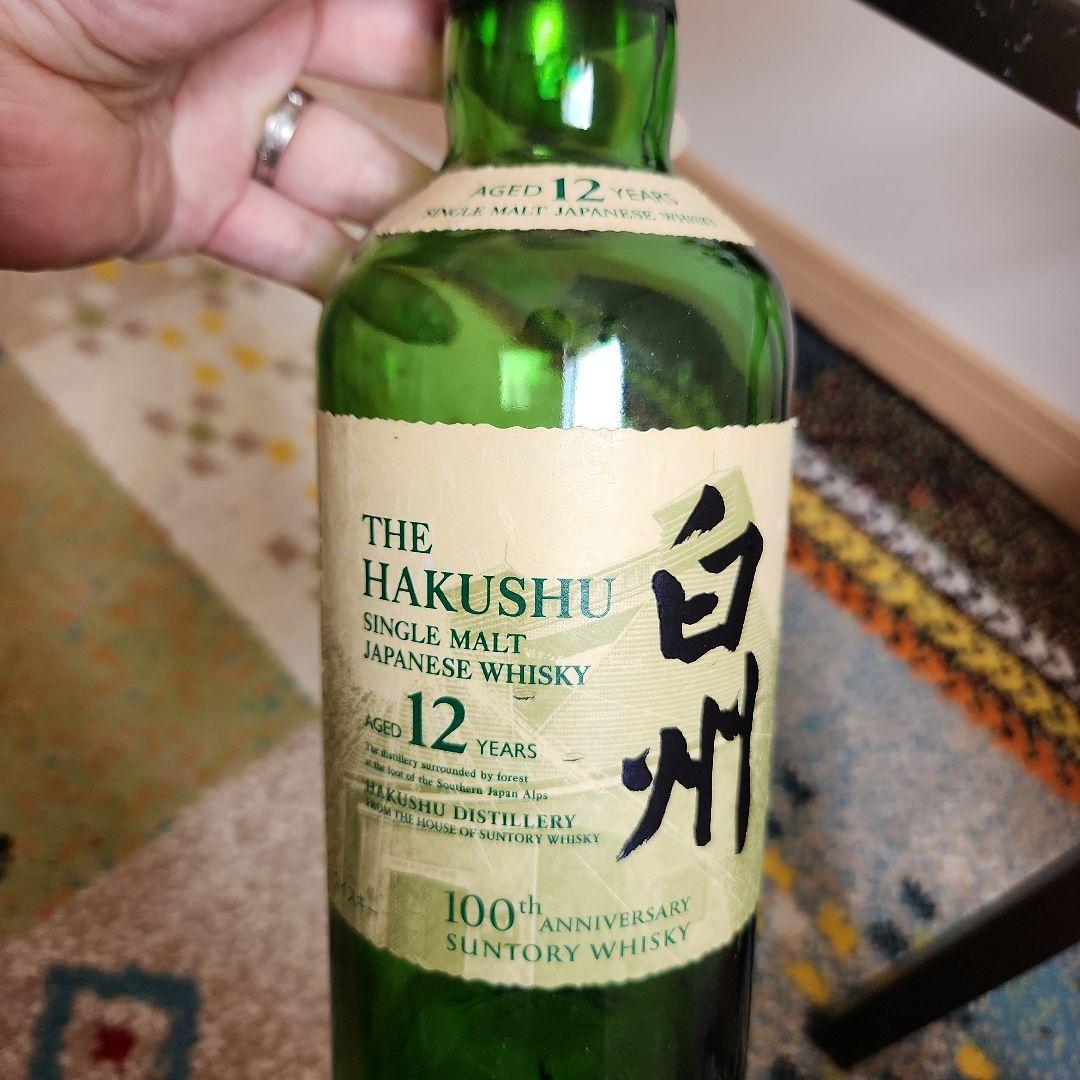 AGED 12 YEARS
SINGLE MALT JAPANESE WHISKY
THE
HAKUSHU
SINGLE MALT
JAPANESE WHISKY
AGED 12 YEARS
The distillery surrounded by forest
at the foot of the Southern Japan Alps
HAKUSHU DISTILLERY
FROM THE HOUSE OF SUNTORY WHISKY
白州
100th ANNIVERSARY
SUNTORY WHISKY